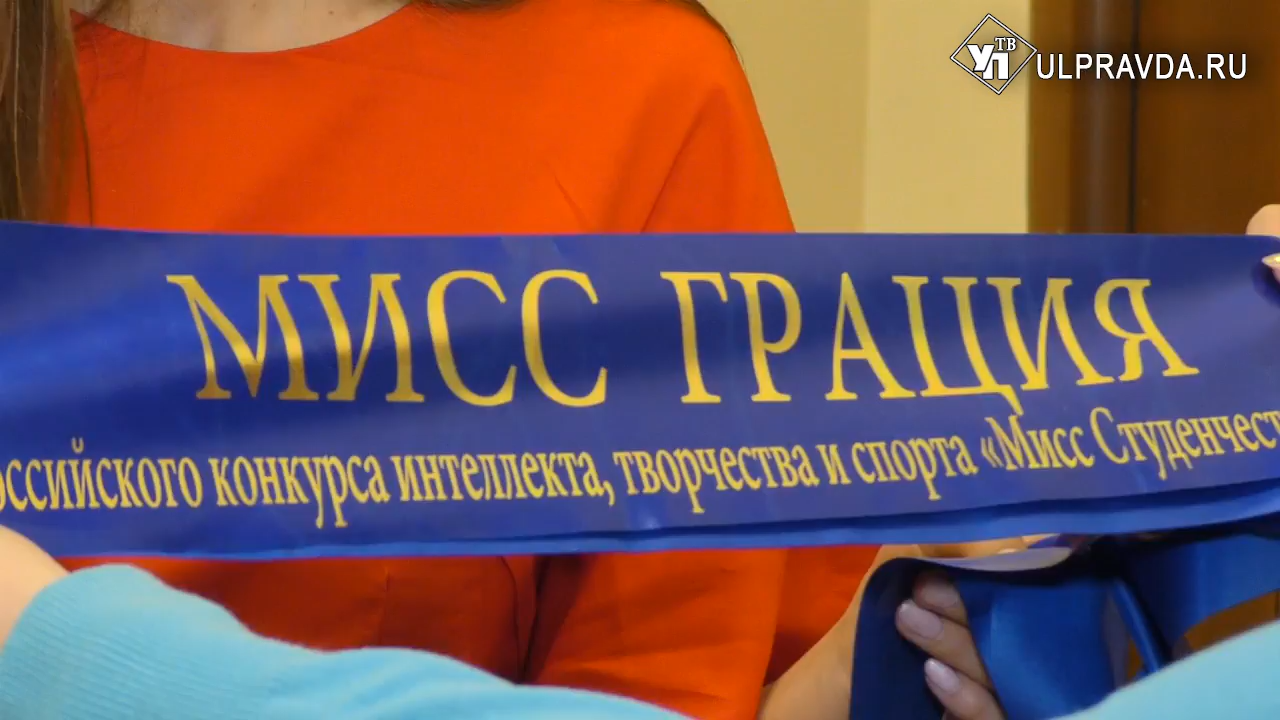 УП ТВ ULPRAVDA.RU
МИСС ГРАЦИЯ
оссийского конкурса интеллекта, творчества и спорта «Мисс Студенчест